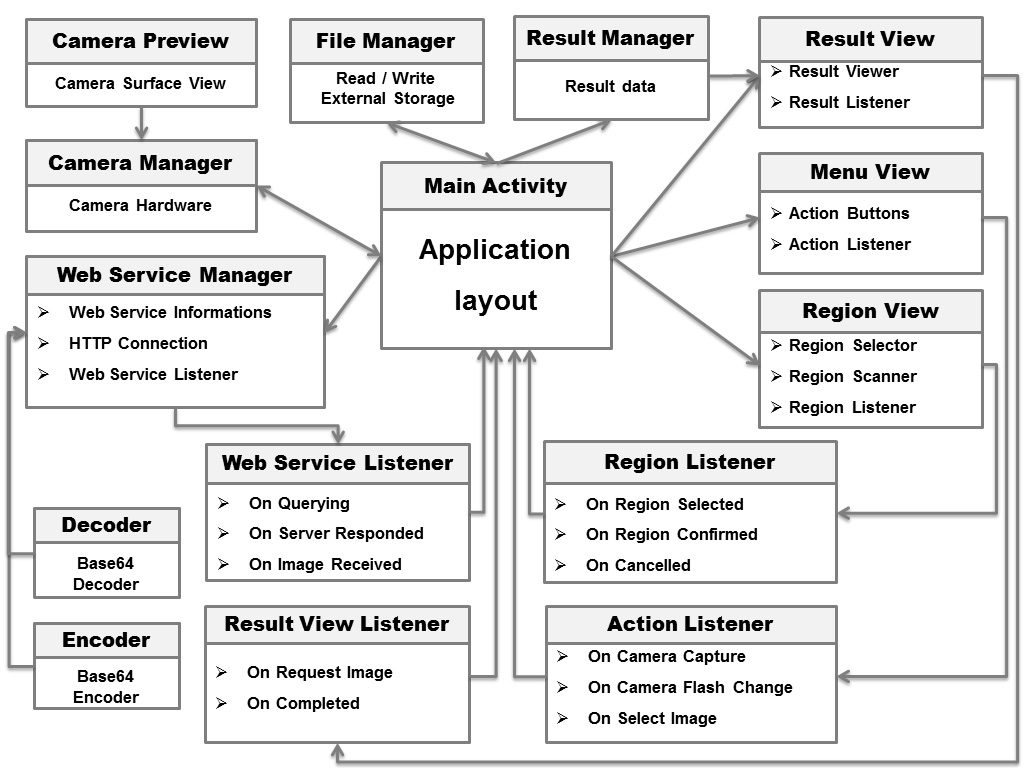 Camera Preview
Camera Surface View
File Manager
Read / Write
External Storage
Result Manager
Result data
Result View
Result Viewer
Result Listener
Camera Manager
Camera Hardware
Main Activity
Application
layout
Menu View
Action Buttons
Action Listener
Web Service Manager
Web Service Informations
HTTP Connection
Web Service Listener
Region View
Region Selector
Region Scanner
Region Listener
Web Service Listener
On Querying
On Server Responded
On Image Received
Region Listener
On Region Selected
On Region Confirmed
On Cancelled
Decoder
Base64
Decoder
Encoder
Base64
Encoder
Result View Listener
On Request Image
On Completed
Action Listener
On Camera Capture
On Camera Flash Change
On Select Image